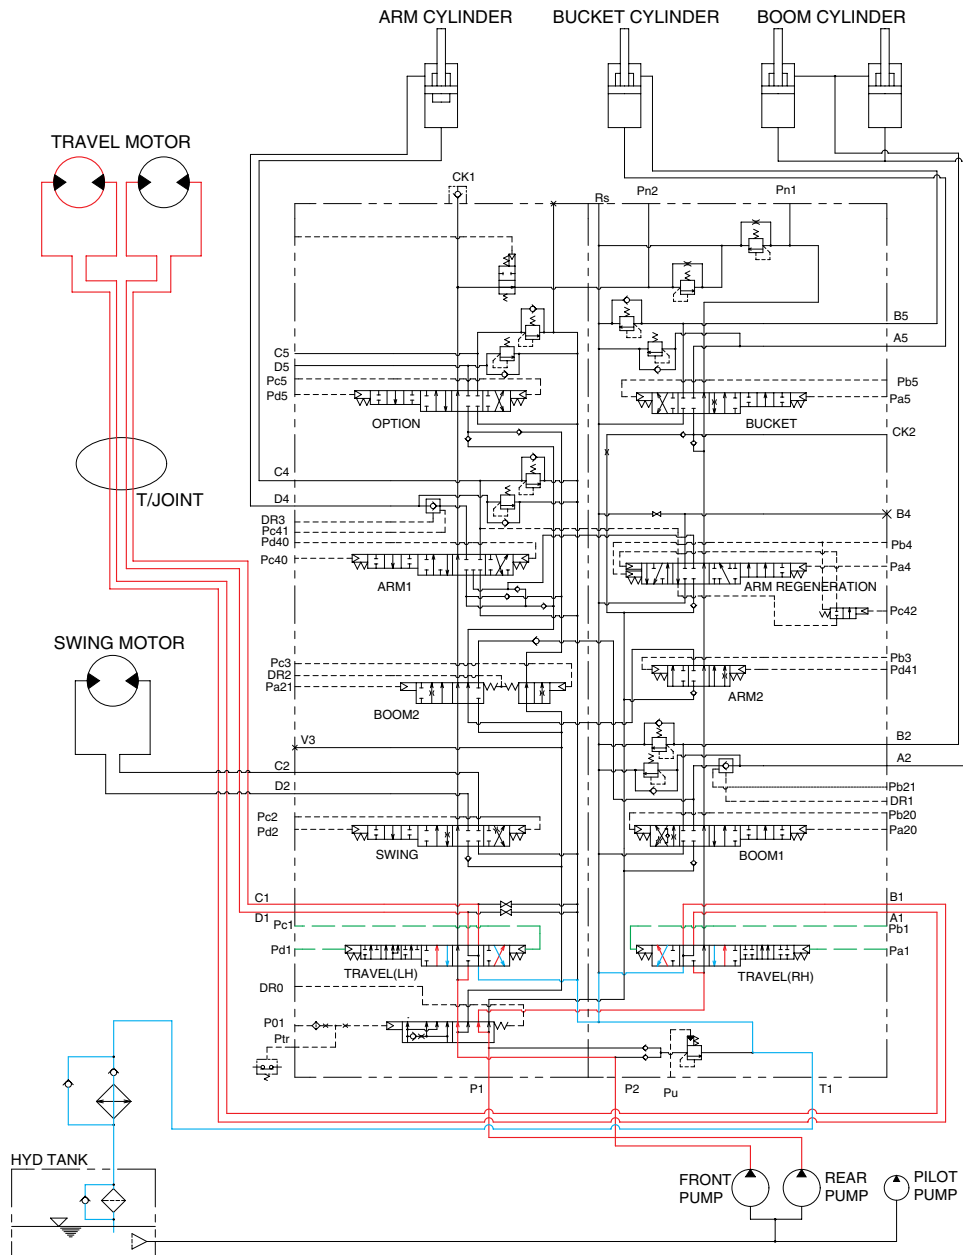 ARM CYLINDER
BUCKET CYLINDER
BOOM CYLINDER
TRAVEL MOTOR
CK1
Rs
Pn2
Pn1
B5
A5
C5
D5
Pc5
Pd5
OPTION
Pb5
Pa5
BUCKET
CK2
T/JOINT
C4
D4
DR3
Pc41
Pd40
Pc40
ARM1
B4
Pb4
Pa4
ARM REGENERATION
Pc42
SWING MOTOR
Pc3
DR2
Pa21
BOOM2
Pb3
Pd41
ARM2
V3
B2
A2
C2
D2
Pb21
DR1
Pc2
Pd2
SWING
Pb20
Pa20
BOOM1
C1
D1
Pc1
Pd1
TRAVEL(LH)
B1
A1
Pb1
Pa1
TRAVEL(RH)
DR0
P01
Ptr
P1
P2
Pu
T1
HYD TANK
FRONT
PUMP
REAR
PUMP
PILOT
PUMP